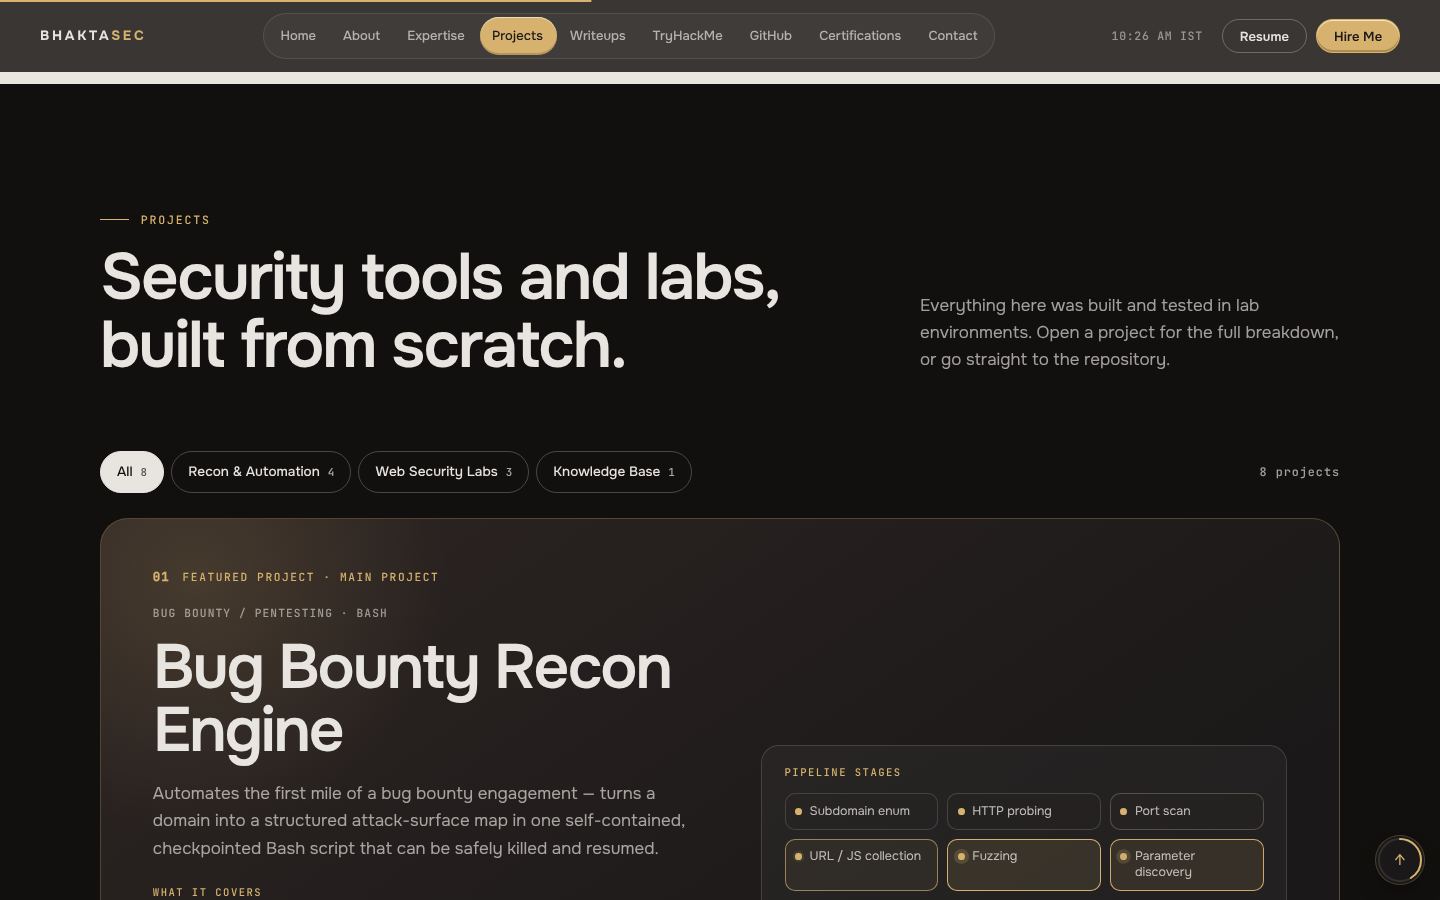 BHAKTASEC
Home About Expertise Projects Writeups TryHackMe GitHub Certifications Contact
10:26 AM IST Resume Hire Me
PROJECTS
Security tools and labs,
built from scratch.
Everything here was built and tested in lab
environments. Open a project for the full breakdown,
or go straight to the repository.
All 8 Recon & Automation 4 Web Security Labs 3 Knowledge Base 1
8 projects
01 FEATURED PROJECT · MAIN PROJECT
BUG BOUNTY / PENTESTING · BASH
Bug Bounty Recon
Engine
Automates the first mile of a bug bounty engagement — turns a
domain into a structured attack-surface map in one self-contained,
checkpointed Bash script that can be safely killed and resumed.
WHAT IT COVERS
PIPELINE STAGES
Subdomain enum HTTP probing Port scan
URL / JS collection Fuzzing Parameter
discovery